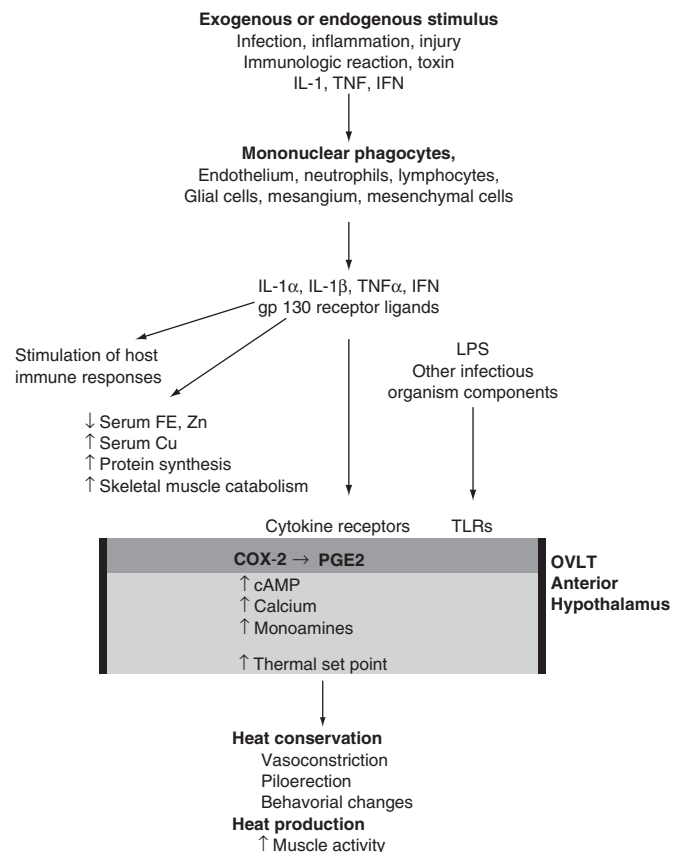 Exogenous or endogenous stimulus
Infection, inflammation, injury
Immunologic reaction, toxin
IL-1, TNF, IFN
Mononuclear phagocytes,
Endothelium, neutrophils, lymphocytes,
Glial cells, mesangium, mesenchymal cells
IL-1α, IL-1β, TNFα, IFN
gp 130 receptor ligands
Stimulation of host
immune responses
LPS
Other infectious
organism components
↓ Serum FE, Zn
↑ Serum Cu
↑ Protein synthesis
↑ Skeletal muscle catabolism
Cytokine receptors
TLRs
COX-2 → PGE2
↑ cAMP
↑ Calcium
↑ Monoamines
↑ Thermal set point
OVLT
Anterior
Hypothalamus
Heat conservation
Vasoconstriction
Piloerection
Behavorial changes
Heat production
↑ Muscle activity